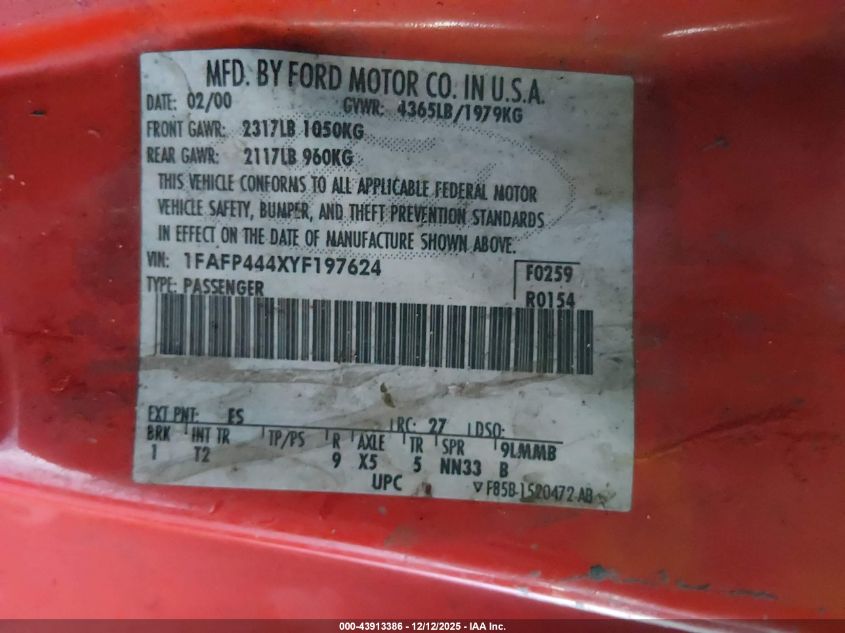 MFD. BY FORD MOTOR CO. IN U.S.A.
DATE: 02/00 GVWR: 4365LB/1979KG
FRONT GAWR: 2317LB 1050KG
REAR GAWR: 2117LB 960KG
THIS VEHICLE CONFORMS TO ALL APPLICABLE FEDERAL MOTOR
VEHICLE SAFETY, BUMPER, AND THEFT PREVENTION STANDARDS
IN EFFECT ON THE DATE OF MANUFACTURE SHOWN ABOVE.
VIN: 1FAFP444XYF197624 F0259
TYPE: PASSENGER R0154
EXT PNT: ES RC: 27 DSO:
BRK INT TR TP/PS R AXLE TR SPR 9LMMB
1 T2 9 X5 5 NN33 B
UPC ▽ F85B-1520472-AB
000-43913386 - 12/12/2025 - IAA Inc.